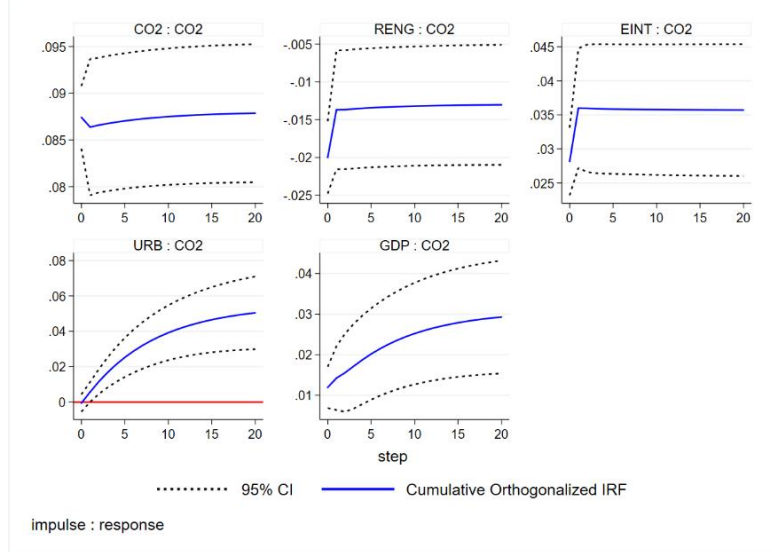 CO2 : CO2
.095
.09
.085
.08
0 5 10 15 20
RENG : CO2
-.005
-.01
-.015
-.02
-.025
0 5 10 15 20
EINT : CO2
.045
.04
.035
.03
.025
0 5 10 15 20
URB : CO2
.08
.06
.04
.02
0
0 5 10 15 20
GDP : CO2
.04
.03
.02
.01
0 5 10 15 20
step
95% CI Cumulative Orthogonalized IRF
impulse : response